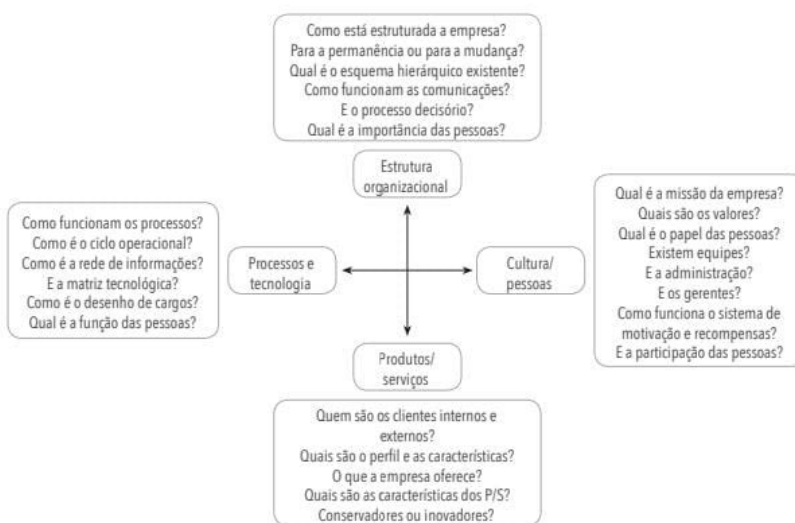 Como está estruturada a empresa?
Para a permanência ou para a mudança?
Qual é o esquema hierárquico existente?
Como funcionam as comunicações?
E o processo decisório?
Qual é a importância das pessoas?
Estrutura
organizacional
Como funcionam os processos?
Como é o ciclo operacional?
Como é a rede de informações?
E a matriz tecnológica?
Como é o desenho de cargos?
Qual é a função das pessoas?
Processos e
tecnologia
Cultura/
pessoas
Qual é a missão da empresa?
Quais são os valores?
Qual é o papel das pessoas?
Existem equipes?
E a administração?
E os gerentes?
Como funciona o sistema de
motivação e recompensas?
E a participação das pessoas?
Produtos/
serviços
Quem são os clientes internos e
externos?
Quais são o perfil e as características?
O que a empresa oferece?
Quais são as características dos P/S?
Conservadores ou inovadores?